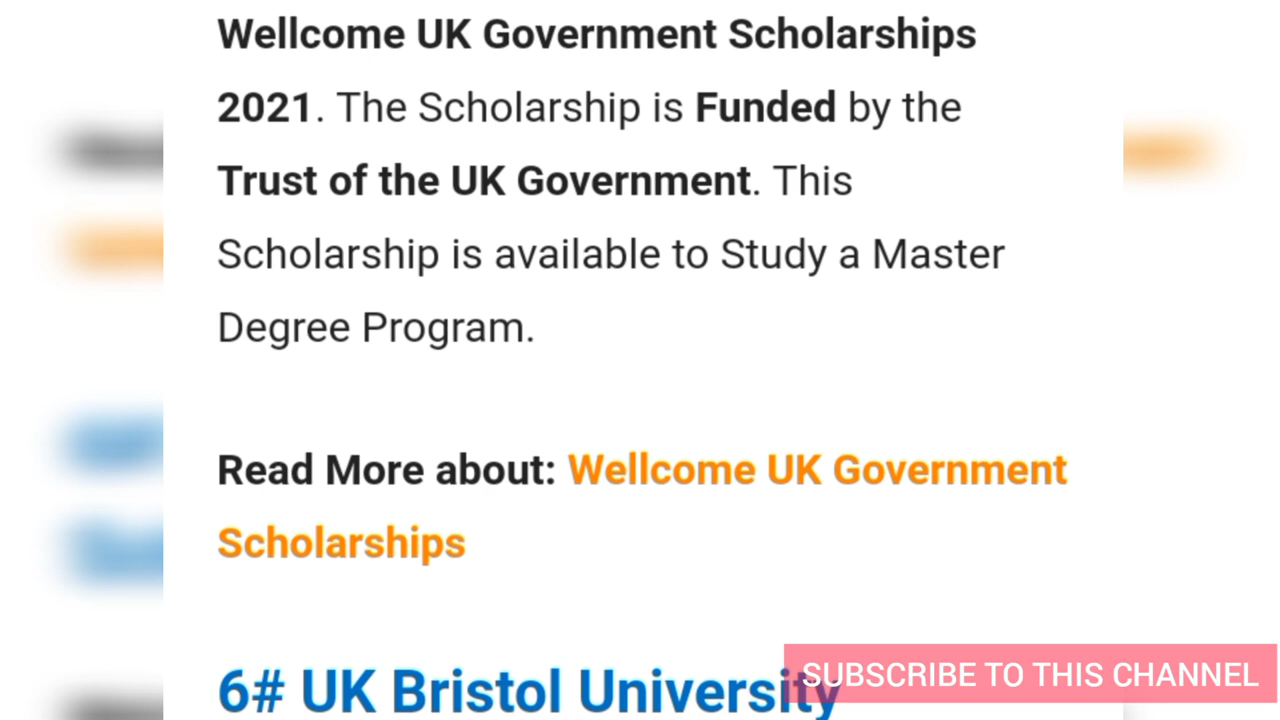 Wellcome UK Government Scholarships
2021. The Scholarship is Funded by the
Trust of the UK Government. This
Scholarship is available to Study a Master
Degree Program.
Read More about: Wellcome UK Government
Scholarships
6# UK Bristol University
SUBSCRIBE TO THIS CHANNEL